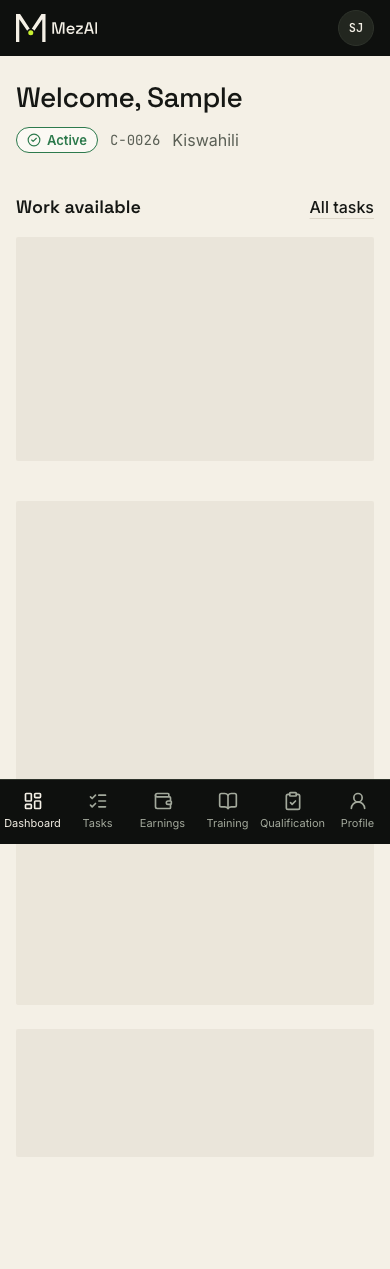 MezAI
SJ
Welcome, Sample
Active C-0026 Kiswahili
Work available All tasks
Dashboard Tasks Earnings Training Qualification Profile